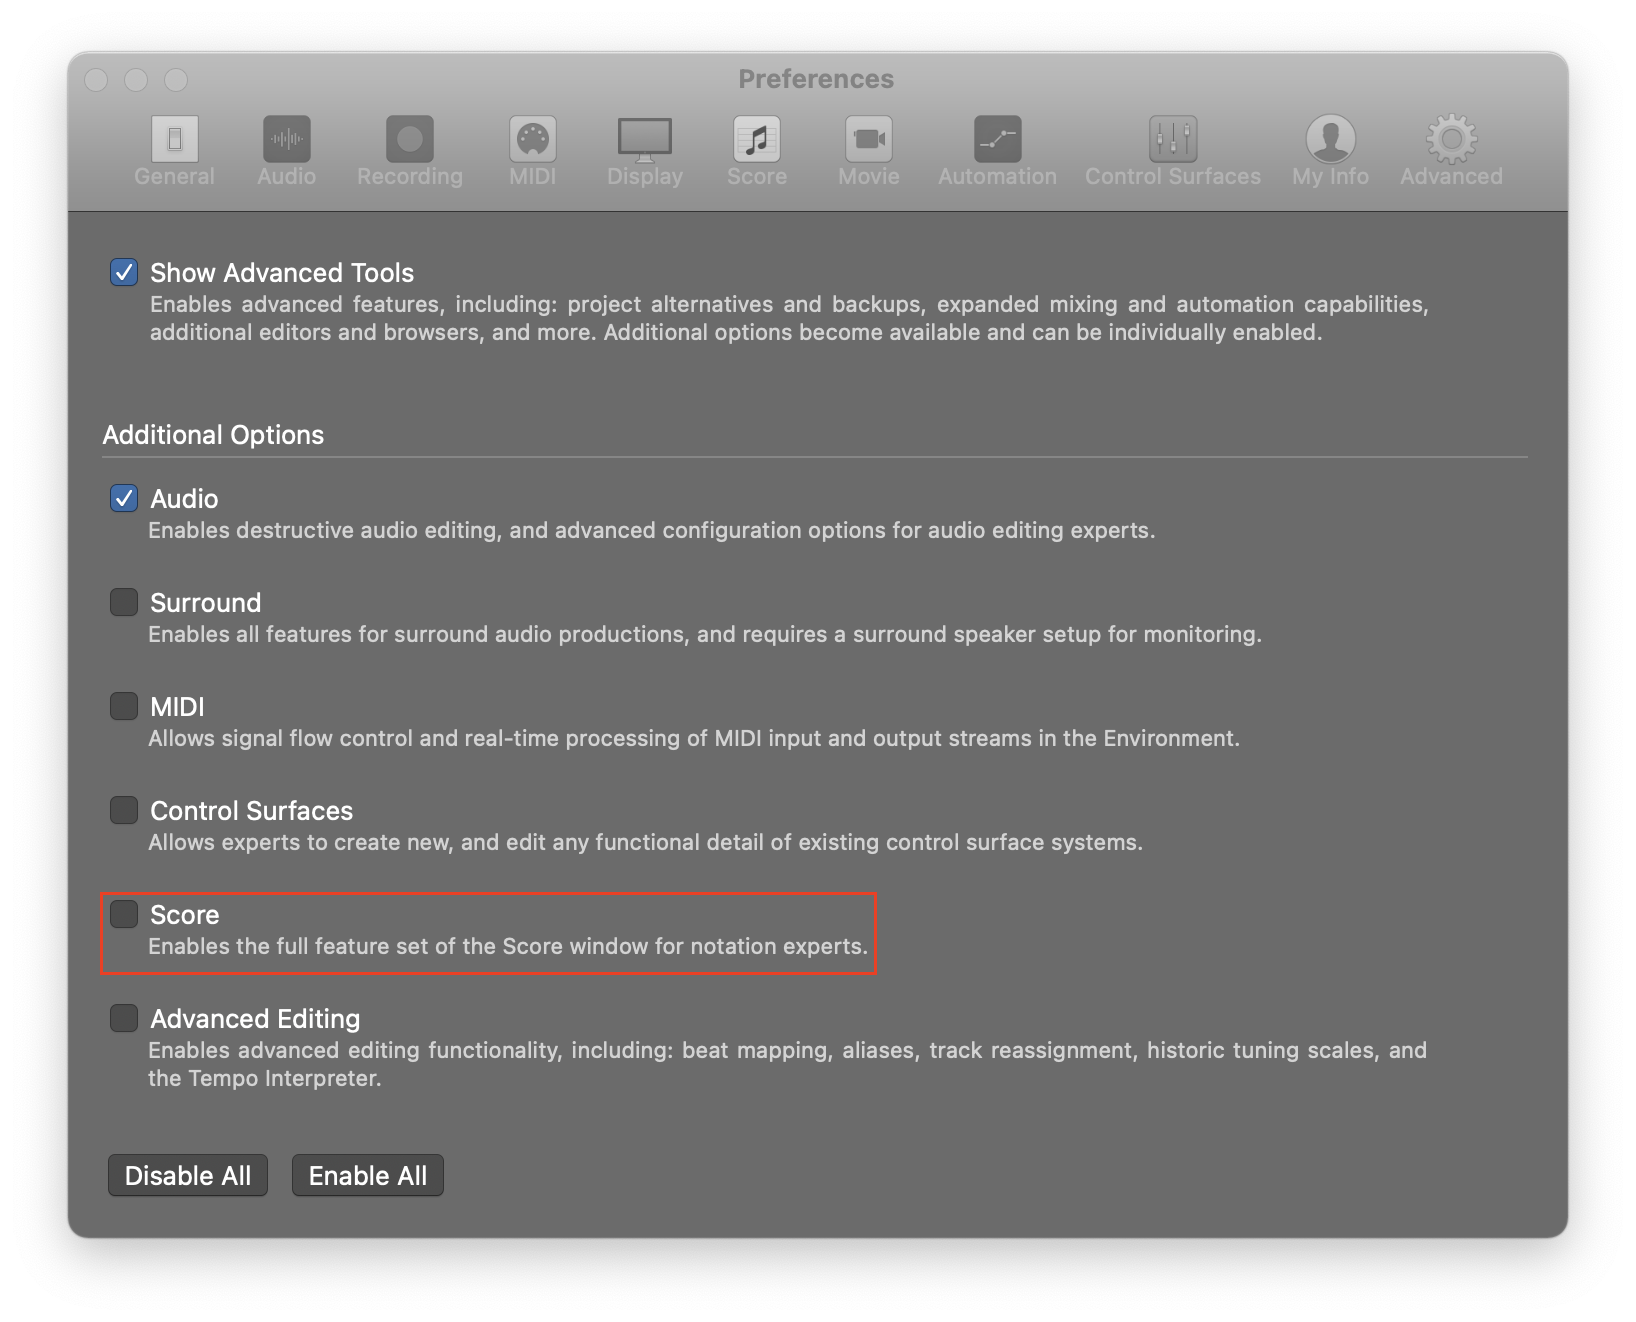 Preferences
General
Audio
Recording
MIDI
Display
Score
Movie
Automation
Control Surfaces
My Info
Advanced
Show Advanced Tools
Enables advanced features, including: project alternatives and backups, expanded mixing and automation capabilities,
additional editors and browsers, and more. Additional options become available and can be individually enabled.
Additional Options
Audio
Enables destructive audio editing, and advanced configuration options for audio editing experts.
Surround
Enables all features for surround audio productions, and requires a surround speaker setup for monitoring.
MIDI
Allows signal flow control and real-time processing of MIDI input and output streams in the Environment.
Control Surfaces
Allows experts to create new, and edit any functional detail of existing control surface systems.
Score
Enables the full feature set of the Score window for notation experts.
Advanced Editing
Enables advanced editing functionality, including: beat mapping, aliases, track reassignment, historic tuning scales, and
the Tempo Interpreter.
Disable All
Enable All